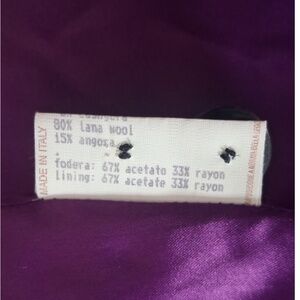 80% lana wool
15% angora
fodera: 67% acetato 33% rayon
lining: 67% acetate 33% rayon
MADE IN ITALY